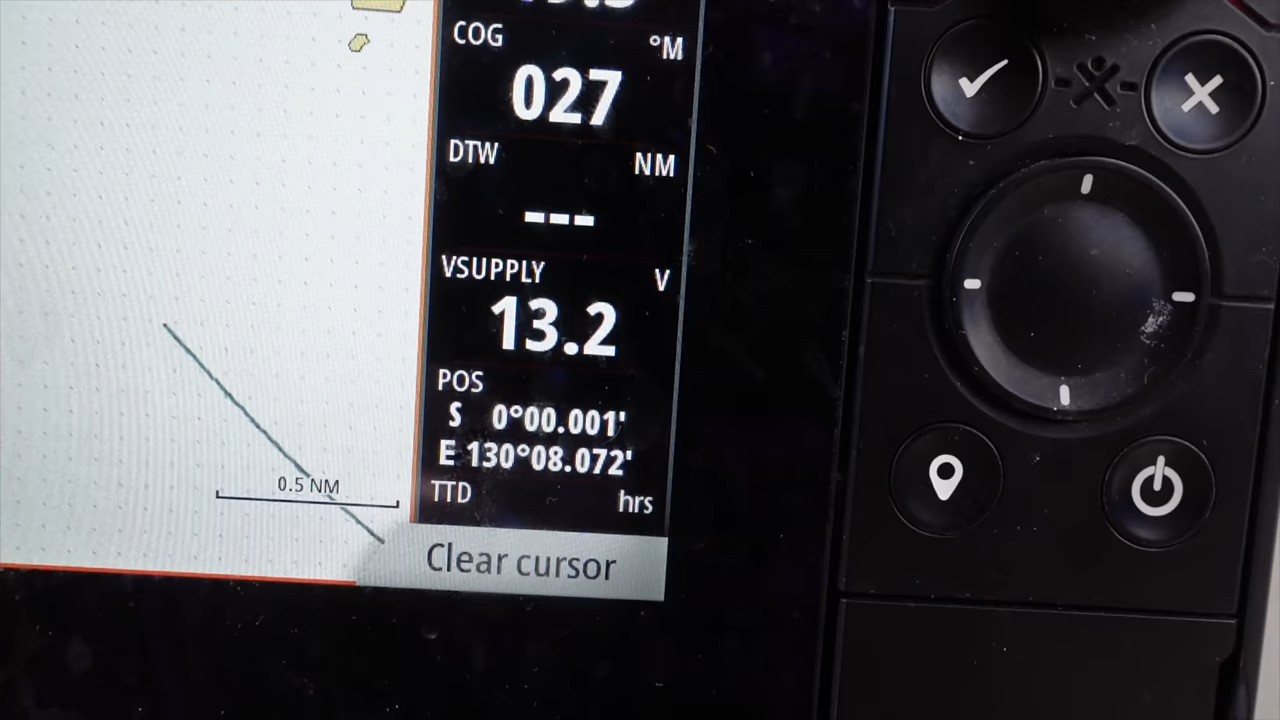 COG °M
027
DTW NM
---
VSUPPLY V
13.2
POS
S 0°00.001'
E 130°08.072'
TTD hrs
0.5 NM
Clear cursor